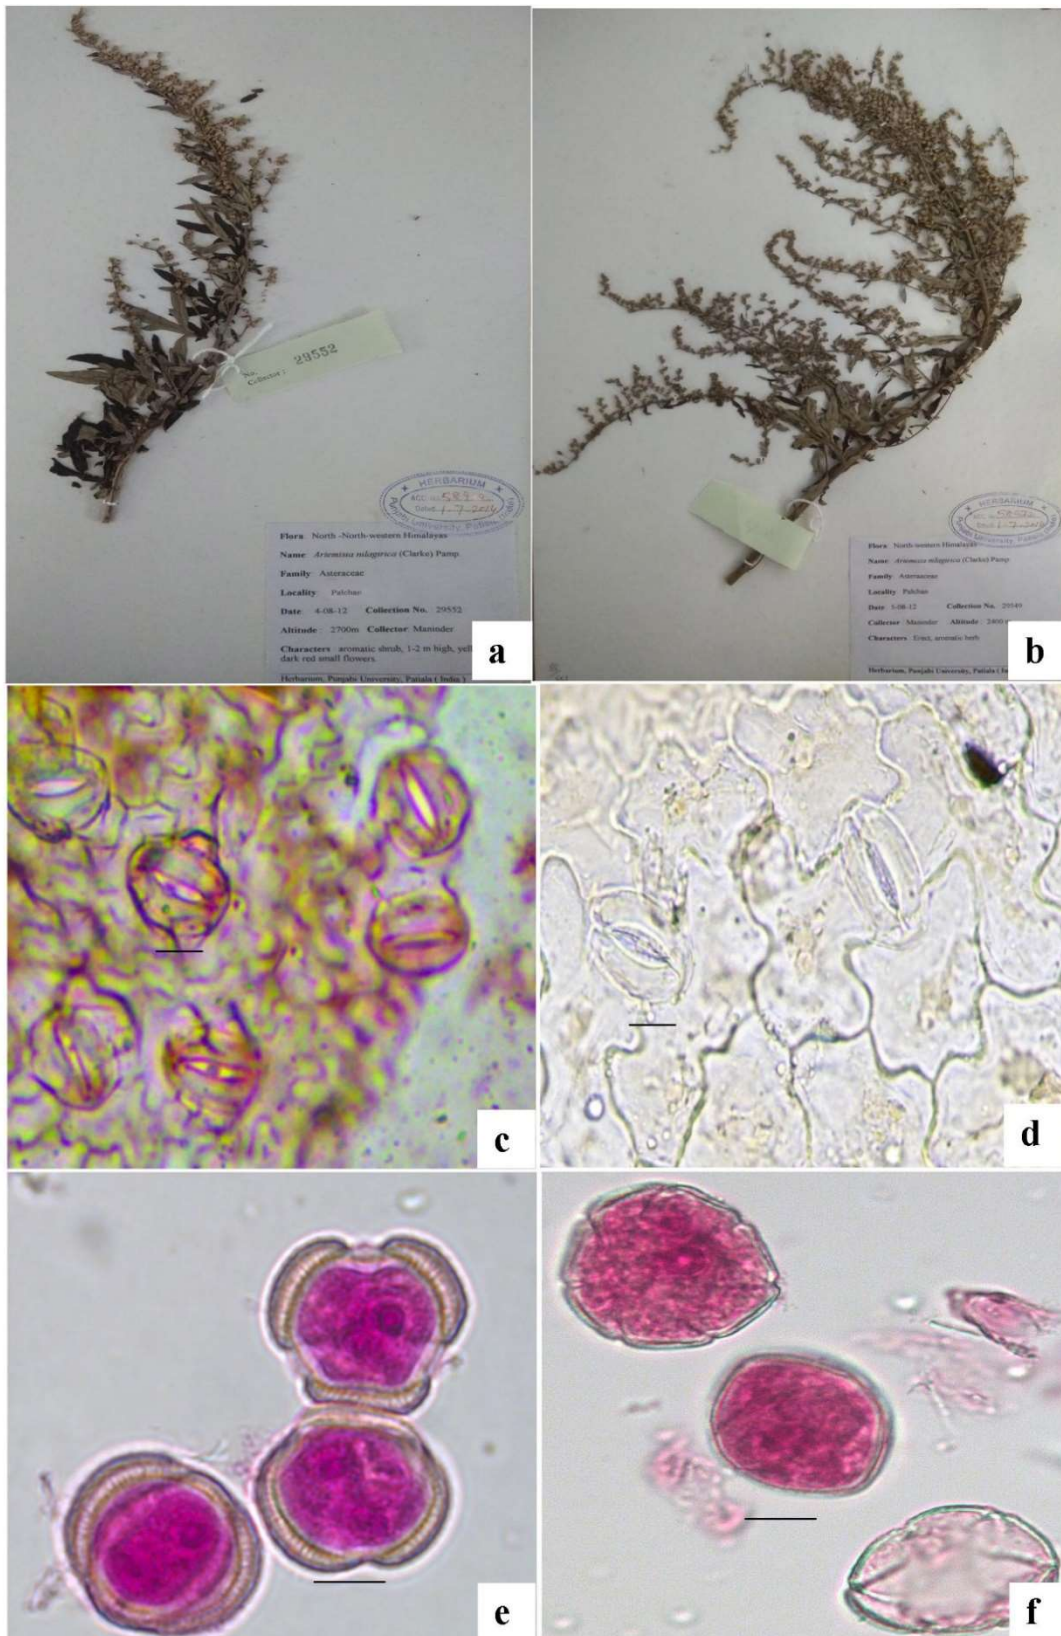 No.
Collector: 29552
HERBARIUM
Punjabi University, Patiala
Flora North -North-western Himalayas
Name Artemisia nilagirica (Clarke) Pamp.
Family Asteraceae
Locality Palchan
Date 4-08-12 Collection No. 29552
Altitude : 2700m Collector Maninder
Characters aromatic shrub, 1-2 m high, yell
dark red small flowers.
Herbarium, Punjabi University, Patiala ( India )
a
HERBARIUM
Flora North-western Himalayas
Name Artemisia nilagirica (Clarke) Pamp.
Family Asteraceae
Locality Palchan
Date 5-08-12 Collection No. 29549
Collector Maninder Altitude : 2400
Characters Erect, aromatic herb
Herbarium, Punjabi University, Patiala
b
c
d
e
f